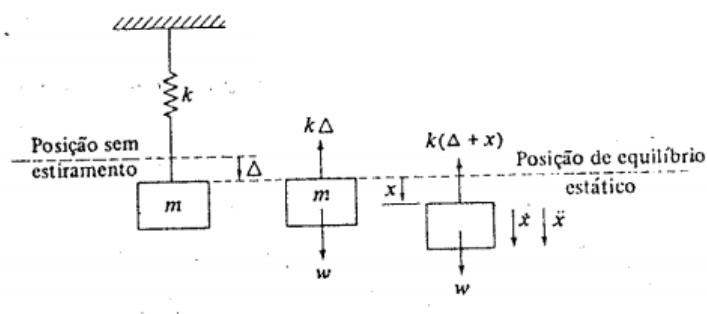 k
Posição sem
estiramento
Δ
m
kΔ
m
w
k(Δ + x)
Posição de equilíbrio
estático
x
ẋ ẍ
w